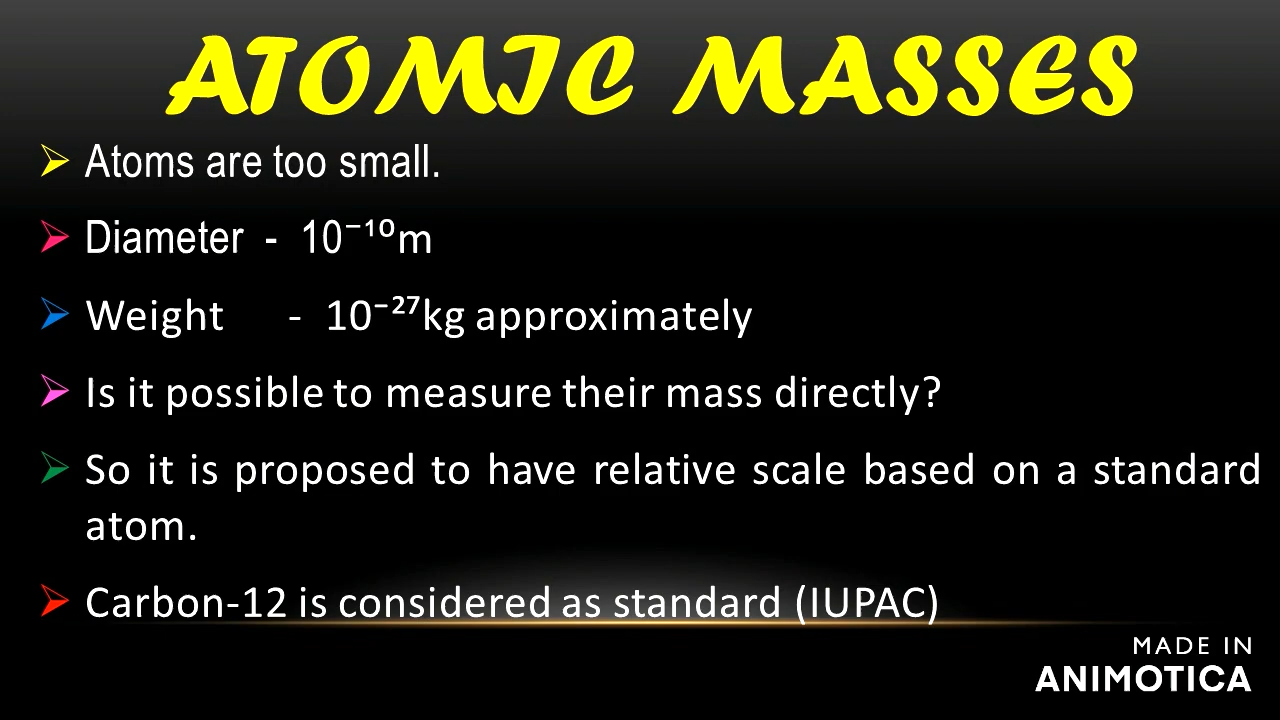 ATOMIC MASSES
Atoms are too small.
Diameter - 10⁻¹⁰m
Weight - 10⁻²⁷kg approximately
Is it possible to measure their mass directly?
So it is proposed to have relative scale based on a standard
atom.
Carbon-12 is considered as standard (IUPAC)
MADE IN
ANIMOTICA